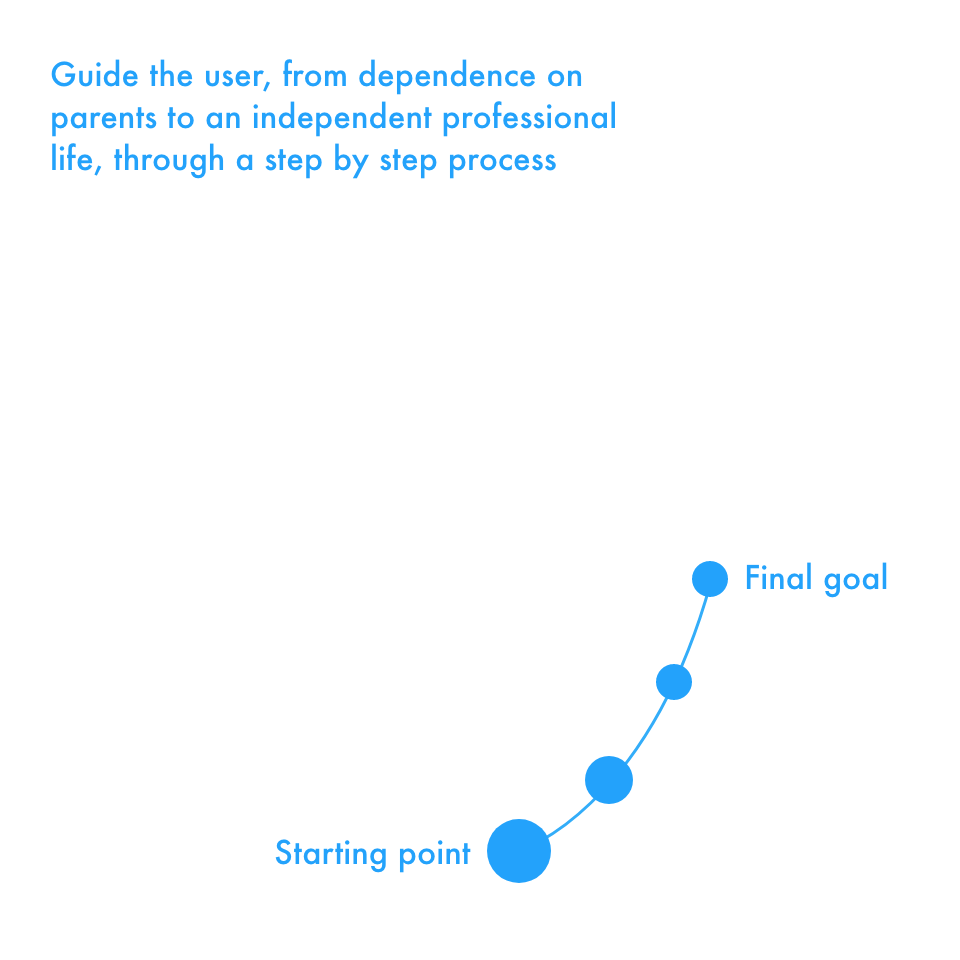 Guide the user, from dependence on
parents to an independent professional
life, through a step by step process
Final goal
Starting point